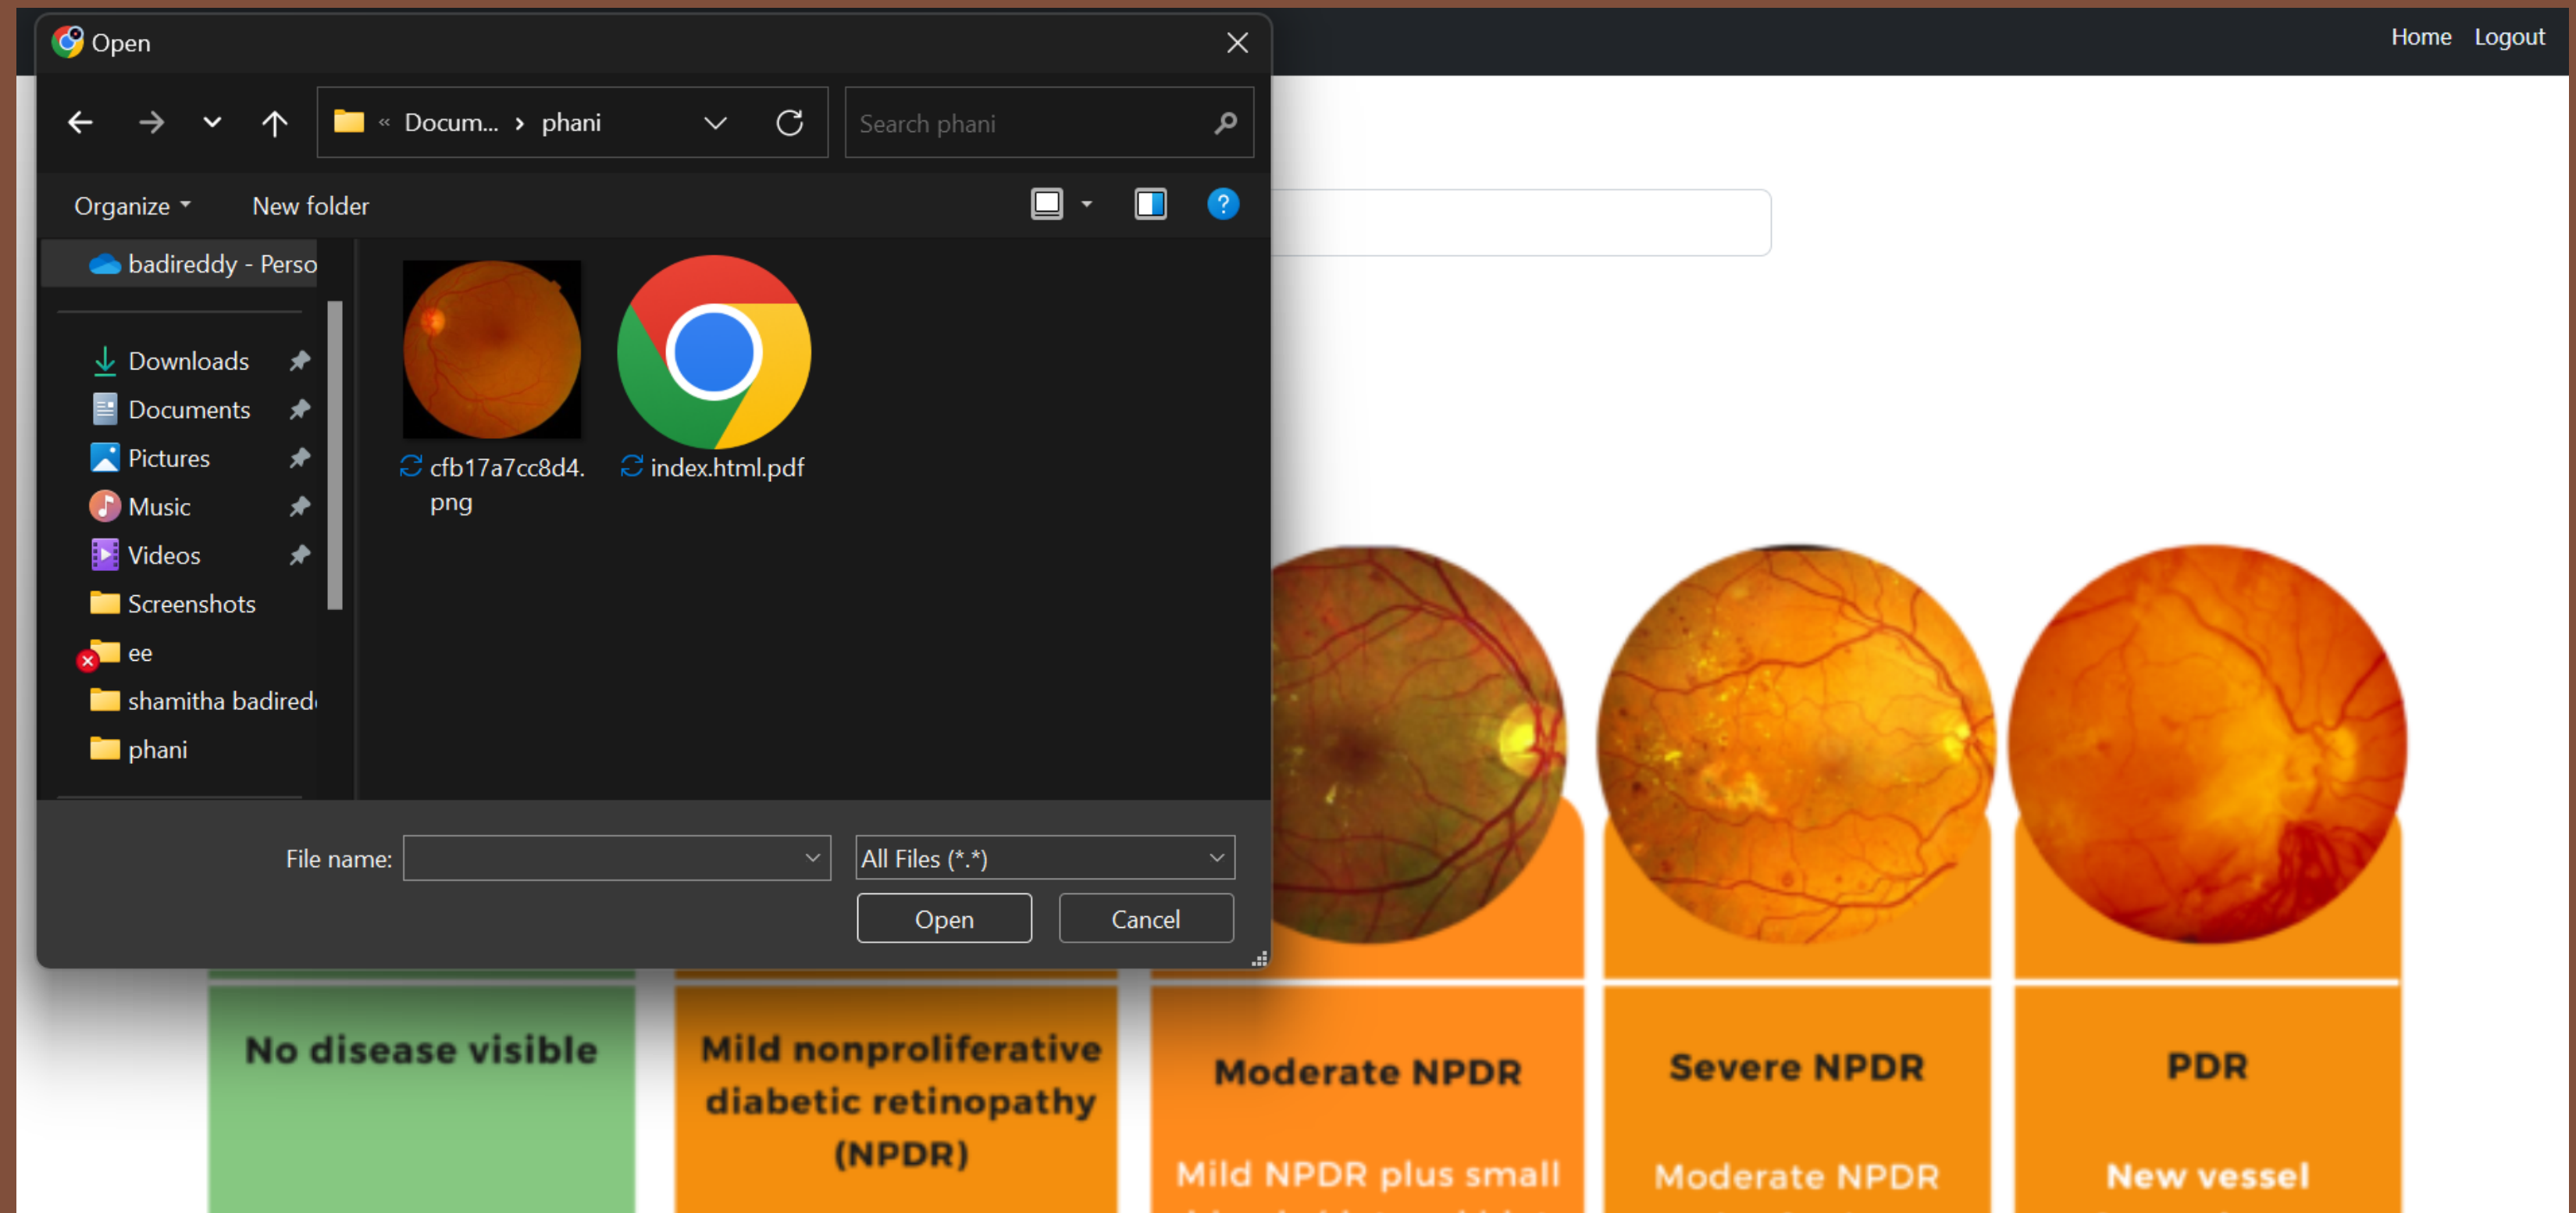 Open
Home Logout
« Docum... › phani
Search phani
Organize
New folder
?
badireddy - Perso
Downloads
Documents
Pictures
Music
Videos
Screenshots
ee
shamitha badired
phani
cfb17a7cc8d4.
png
index.html.pdf
File name:
All Files (*.*)
Open
Cancel
No disease visible
Mild nonproliferative
diabetic retinopathy
(NPDR)
Moderate NPDR
Mild NPDR plus small
Severe NPDR
Moderate NPDR
PDR
New vessel